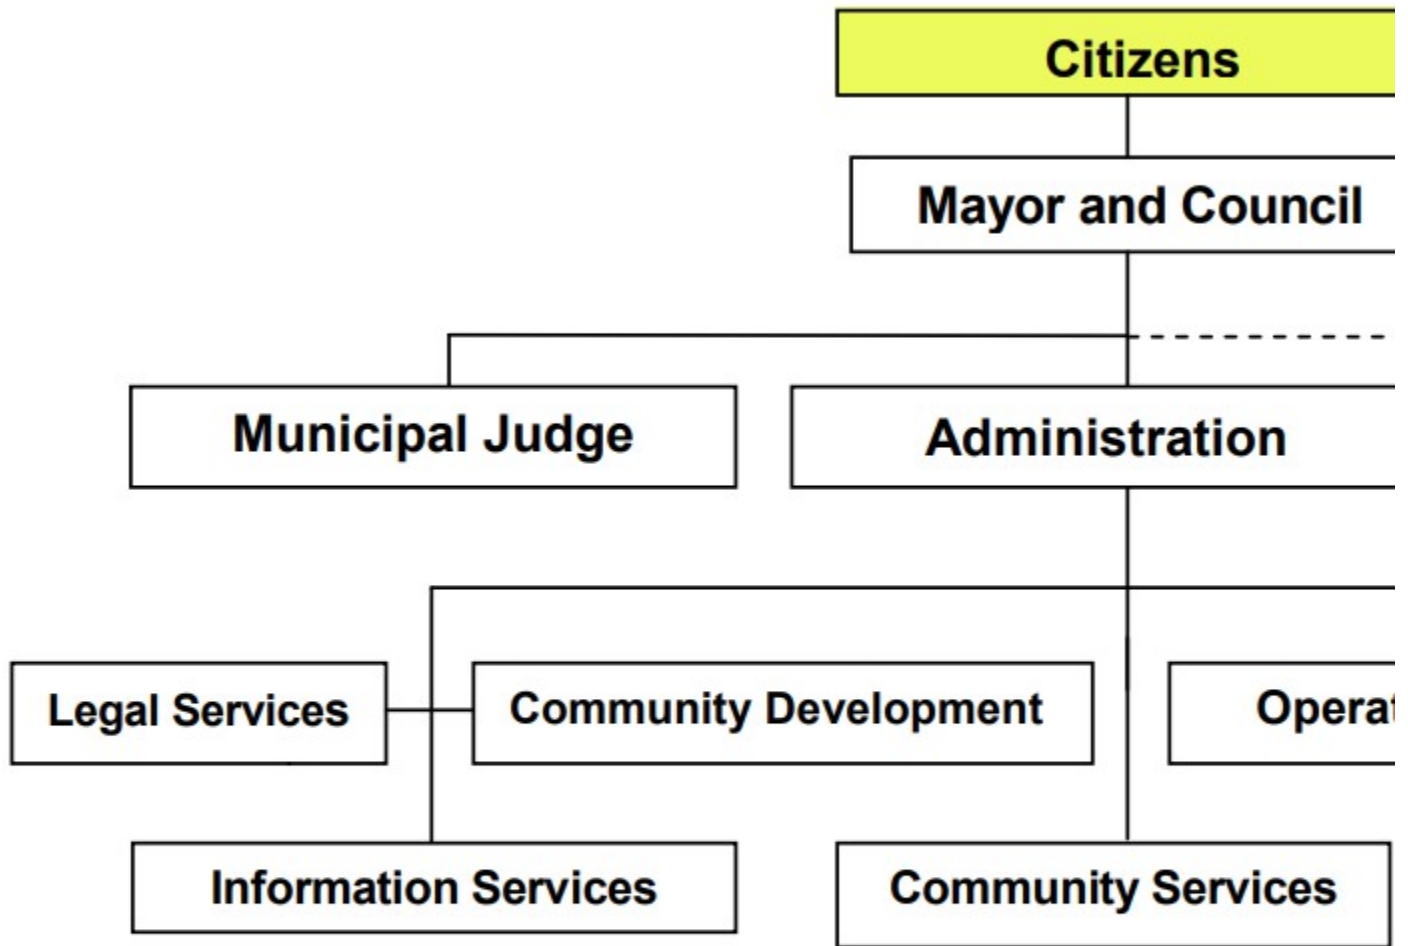 Citizens
Mayor and Council
Municipal Judge
Administration
Legal Services
Community Development
Information Services
Community Services